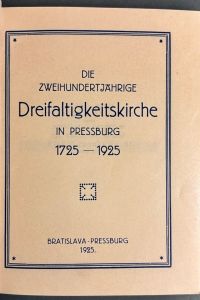 DIE
ZWEIHUNDERTJÄHRIGE
Dreifaltigkeitskirche
IN PRESSBURG
1725 — 1925
BRATISLAVA-PRESSBURG
1925.